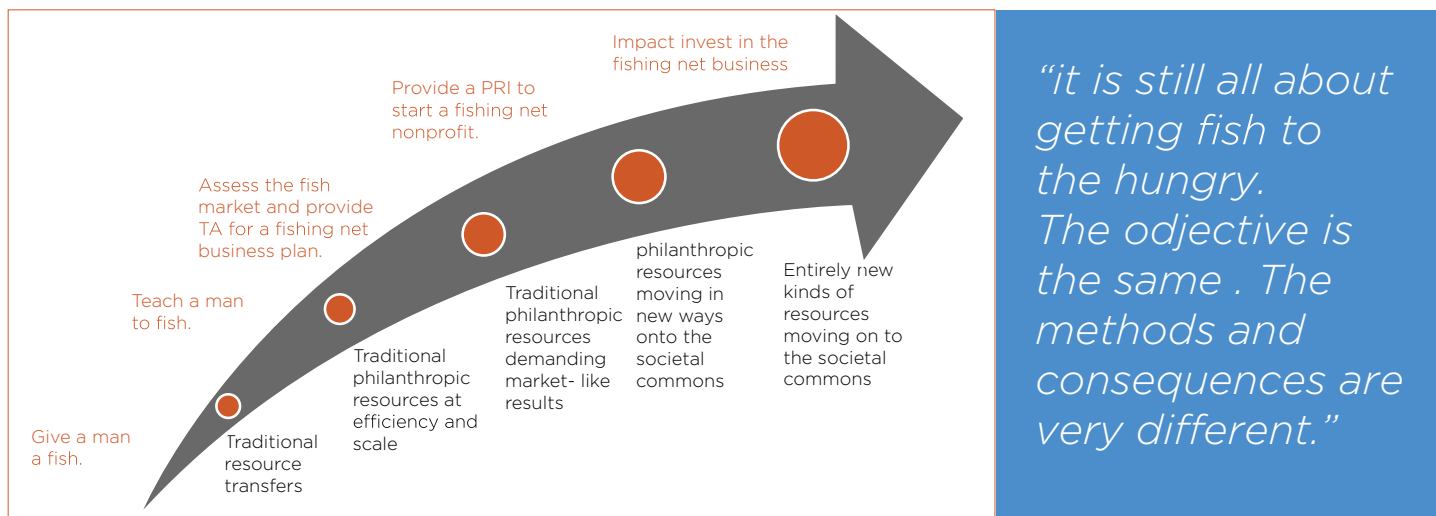 Give a man
a fish.
Teach a man
to fish.
Assess the fish
market and provide
TA for a fishing net
business plan.
Provide a PRI to
start a fishing net
nonprofit.
Impact invest in the
fishing net business
Traditional
resource
transfers
Traditional
philanthropic
resources at
efficiency and
scale
Traditional
philanthropic
resources
demanding
market- like
results
philanthropic
resources
moving in
new ways
onto the
societal
commons
Entirely new
kinds of
resources
moving on to
the societal
commons
“it is still all about
getting fish to
the hungry.
The odjective is
the same . The
methods and
consequences are
very different.”